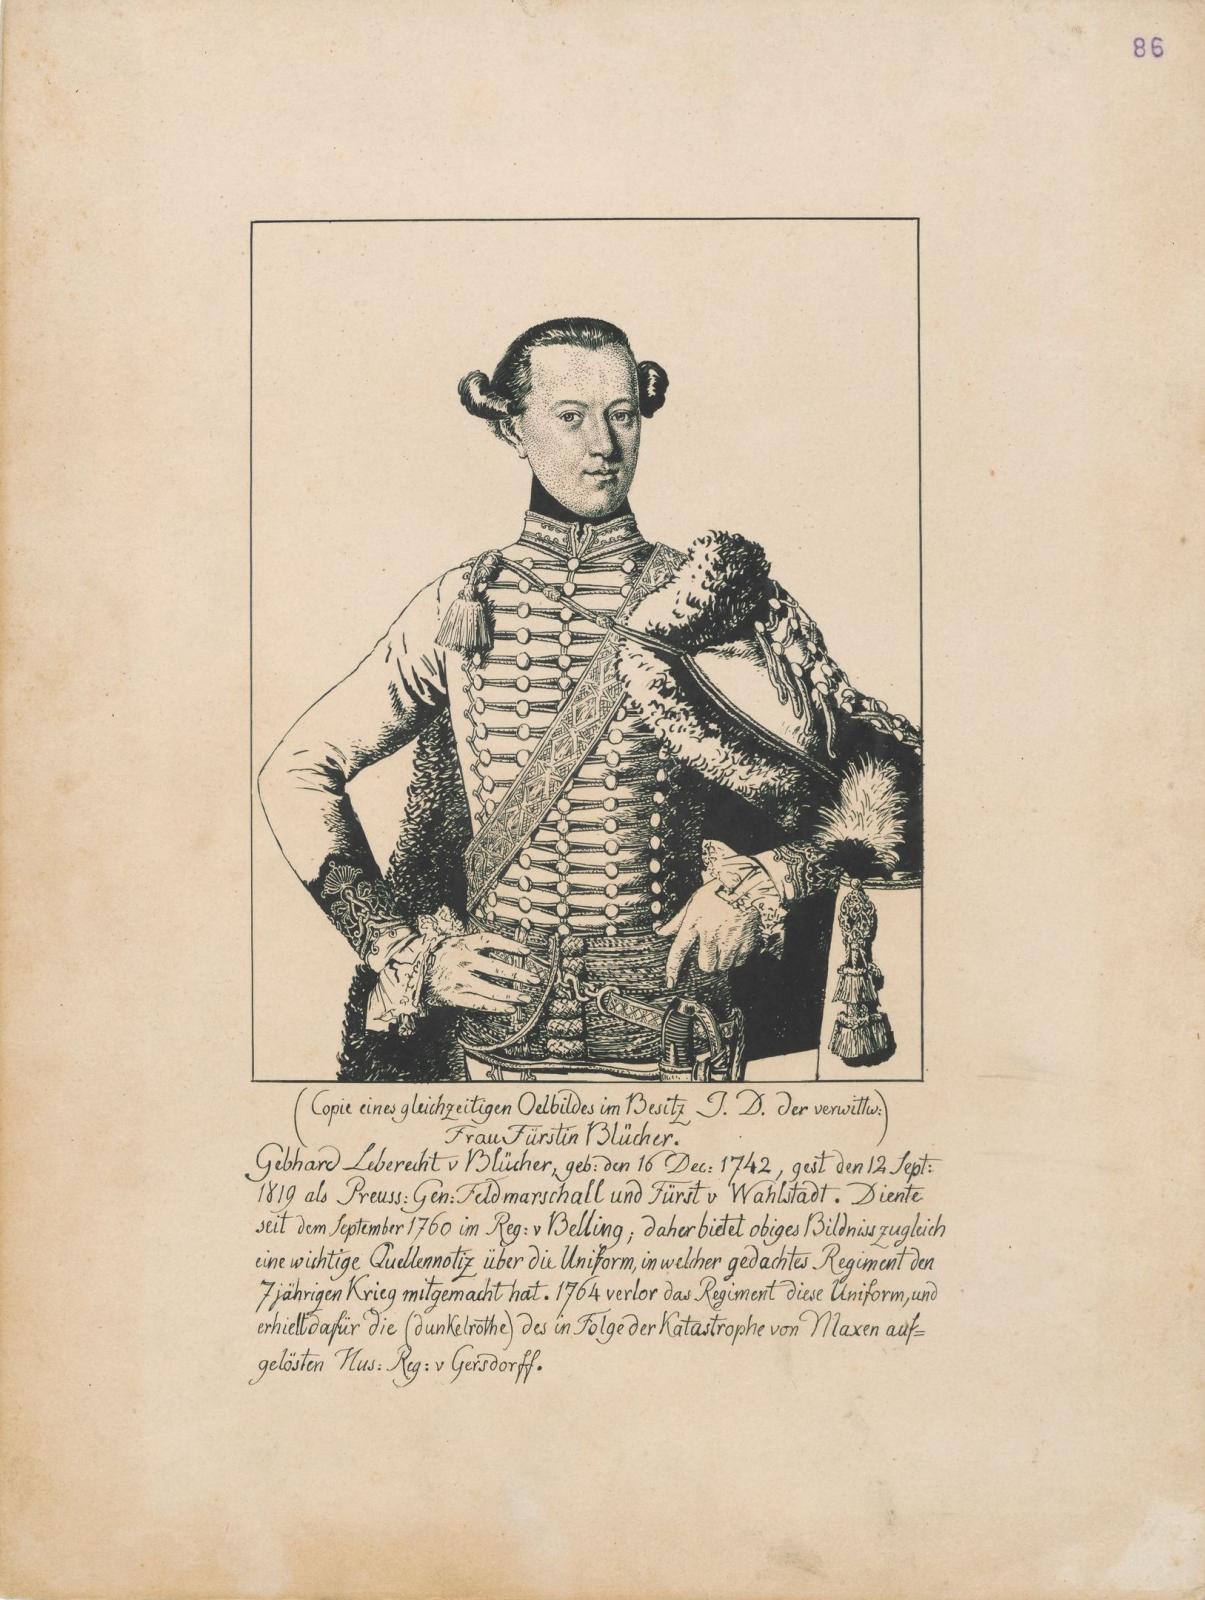 86
(Copie eines gleichzeitigen Oelbildes im Besitz I. D. der verwittw:)
Frau Fürstin Blücher.
Gebhard Leberecht v Blücher, geb: den 16 Dec: 1742, gest den 12 Sept:
1819 als Preuss: Gen: Feldmarschall und Fürst v Wahlstadt. Diente
seit dem September 1760 im Reg: v Belling; daher bietet obiges Bildniss zugleich
eine wichtige Quellennotiz über die Uniform, in welcher gedachtes Regiment den
7jährigen Krieg mitgemacht hat. 1764 verlor das Regiment diese Uniform, und
erhielt dafür die (dunkelrothe) des in Folge der Katastrophe von Maxen auf=
gelösten Hus: Reg: v Gersdorff.